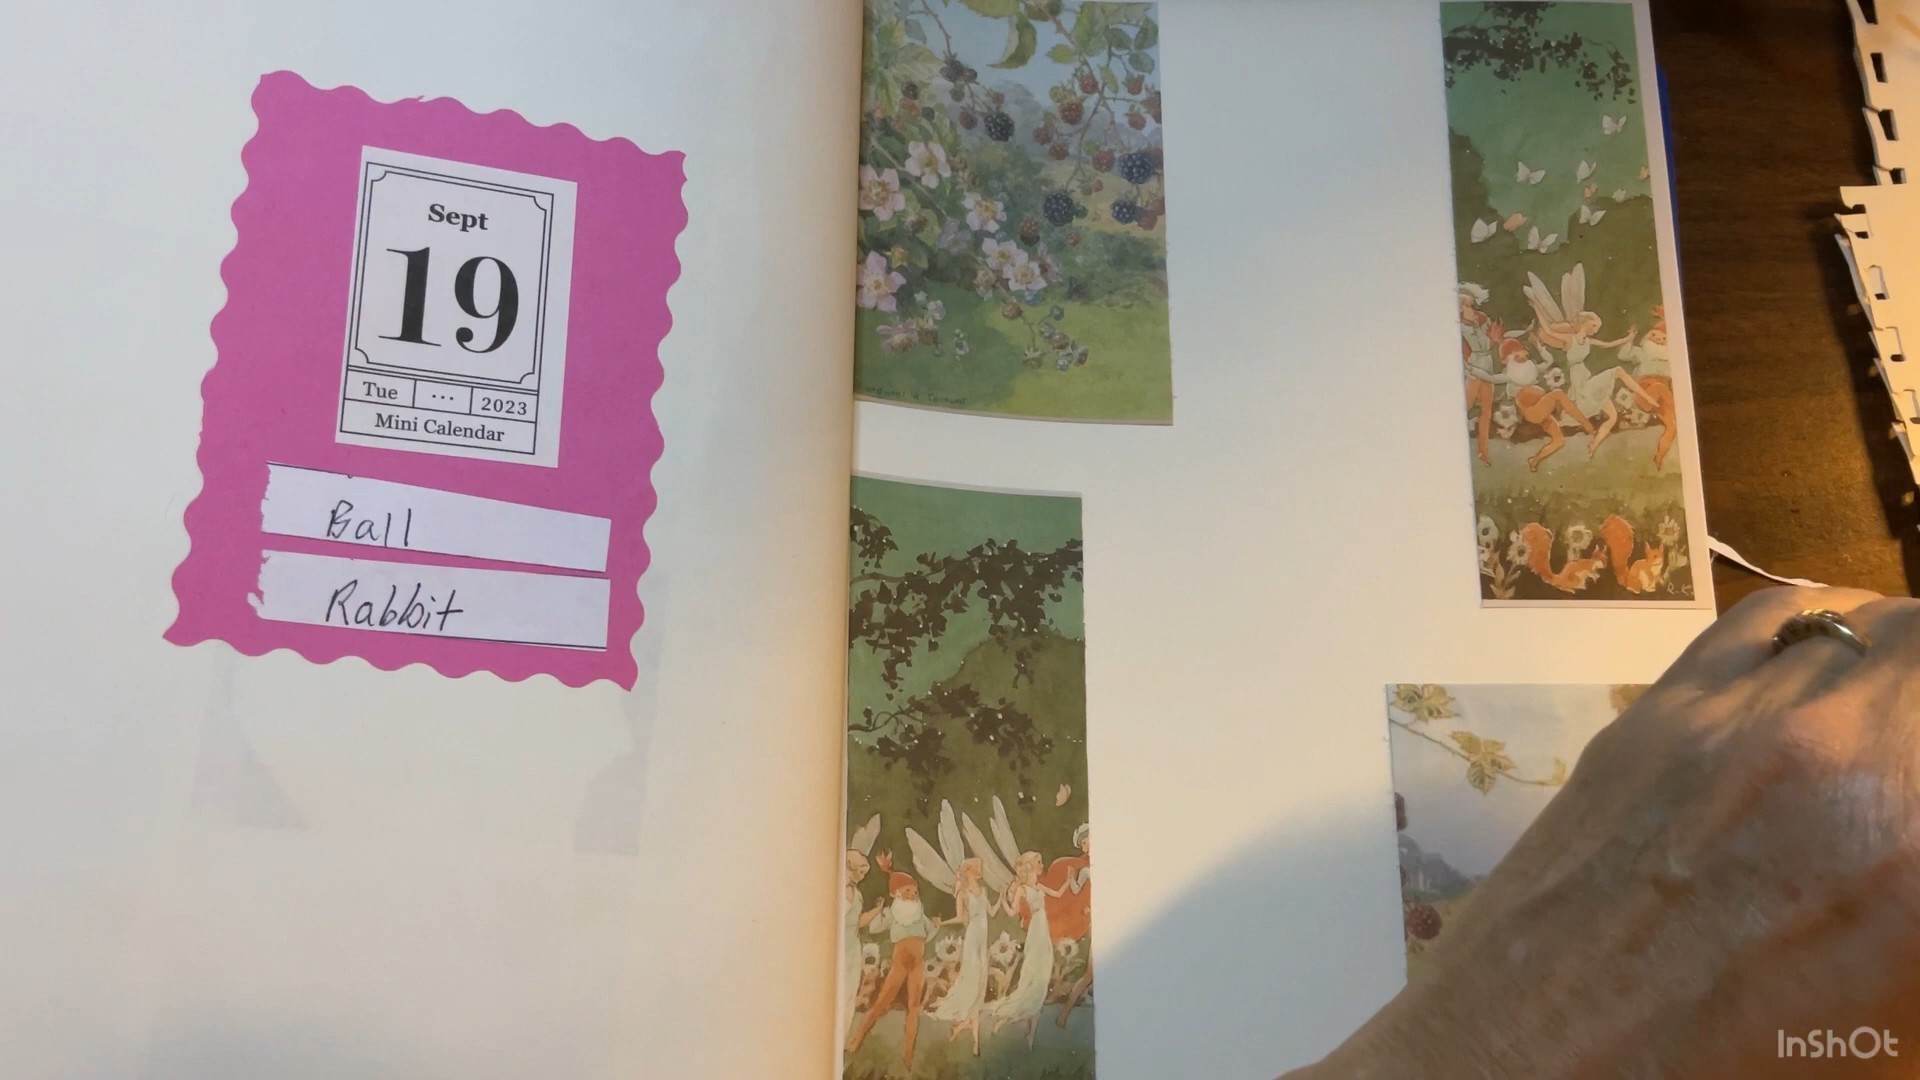 Sept
19
Tue ... 2023
Mini Calendar
Ball
Rabbit
R.C.
InShOt